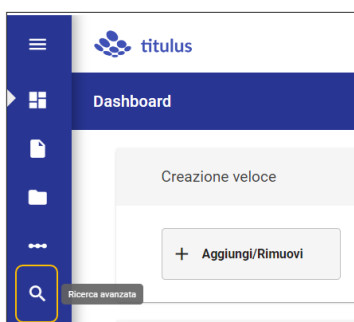 titulus
Dashboard
Creazione veloce
+ Aggiungi/Rimuovi
Ricerca avanzata